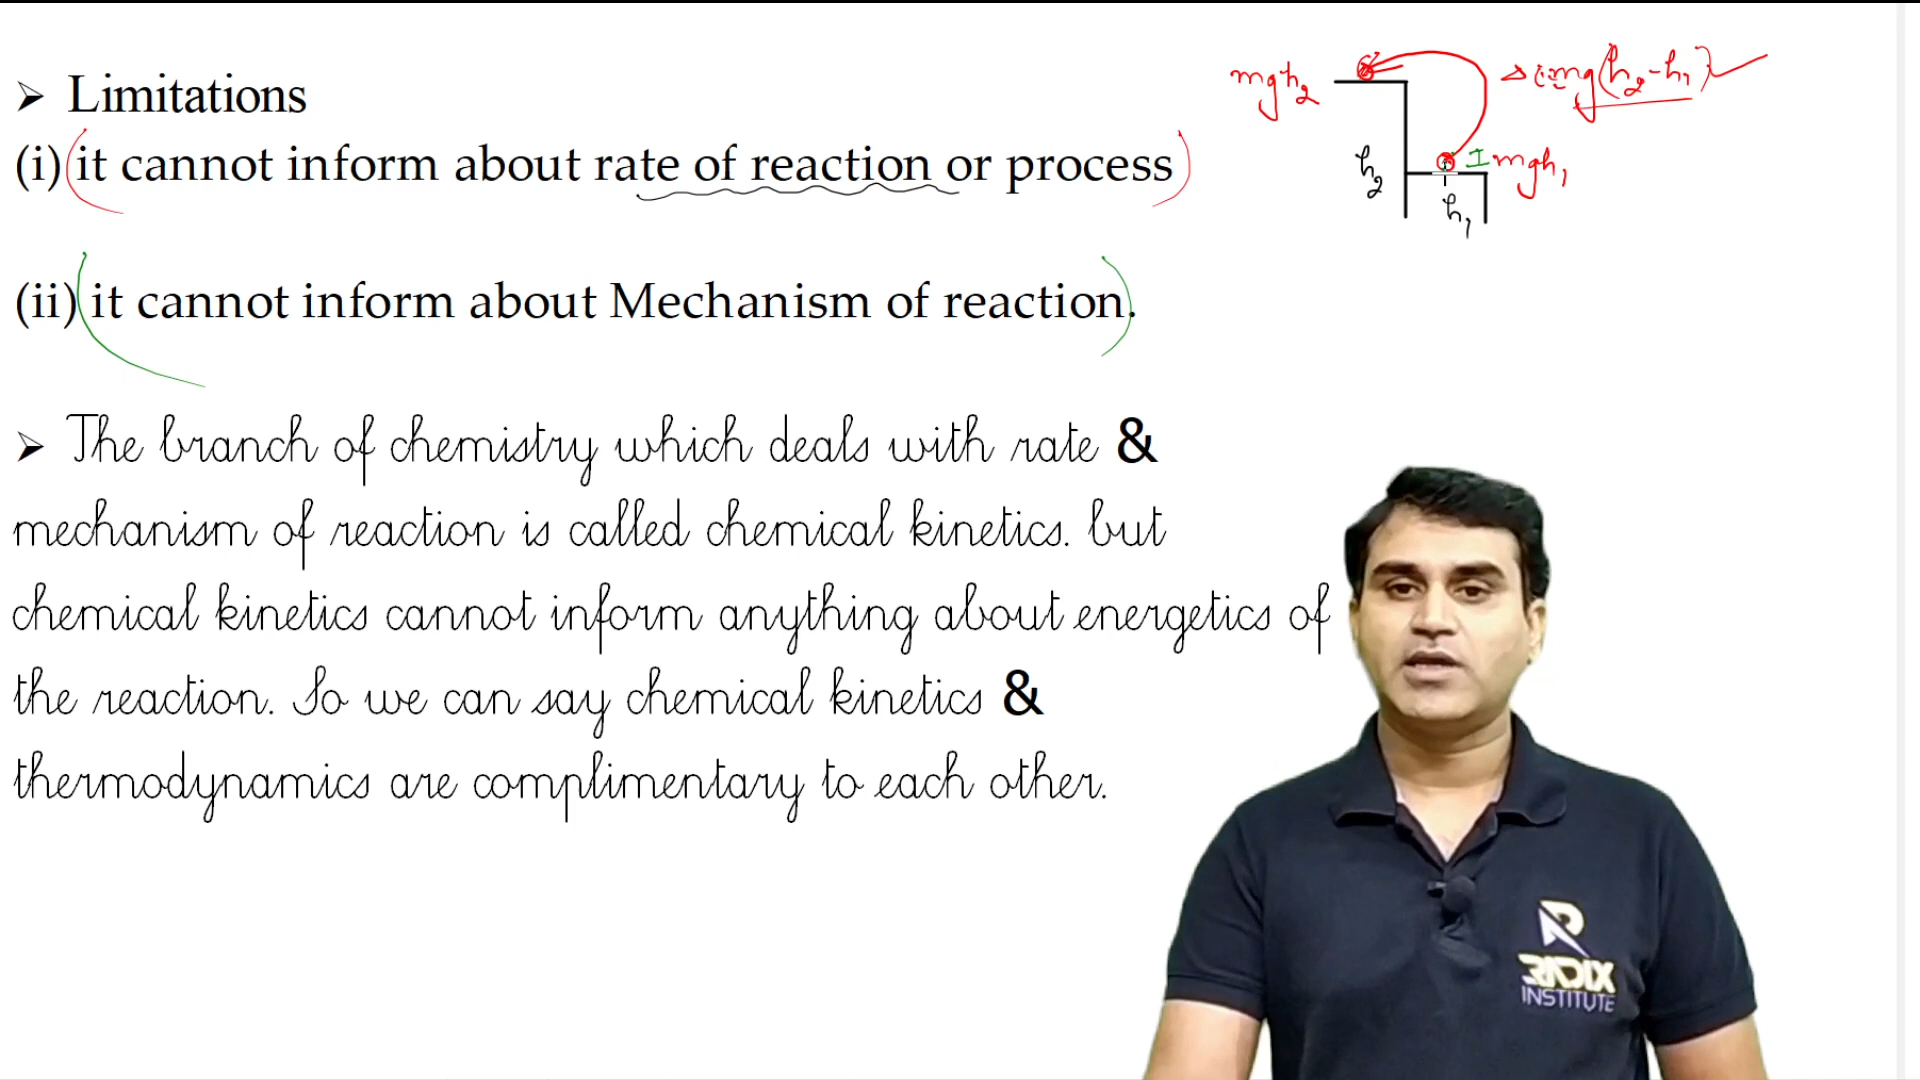 ➢ Limitations
(i) it cannot inform about rate of reaction or process
(ii) it cannot inform about Mechanism of reaction.
➢ The branch of chemistry which deals with rate &
mechanism of reaction is called chemical kinetics. but
chemical kinetics cannot inform anything about energetics of
the reaction. So we can say chemical kinetics &
thermodynamics are complimentary to each other.
mgh₂
mg(h₂-h₁)
h₂
I mgh₁
h₁
RADIX
INSTITUTE